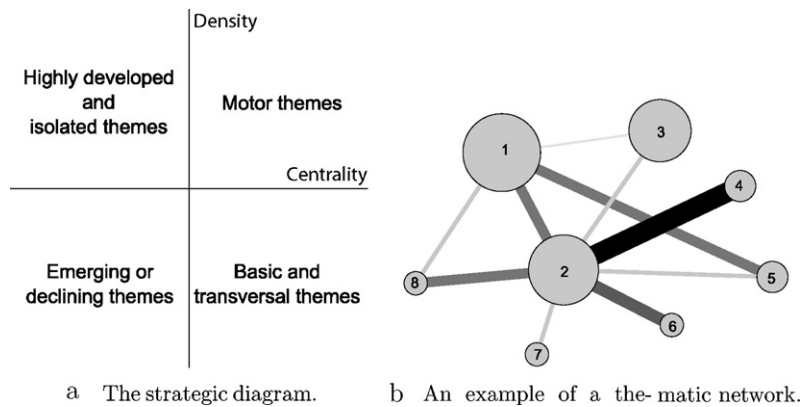 Density
Highly developed
and
isolated themes
Motor themes
Centrality
Emerging or
declining themes
Basic and
transversal themes
1
3
4
2
8
5
6
7
a The strategic diagram.
b An example of a the- matic network.